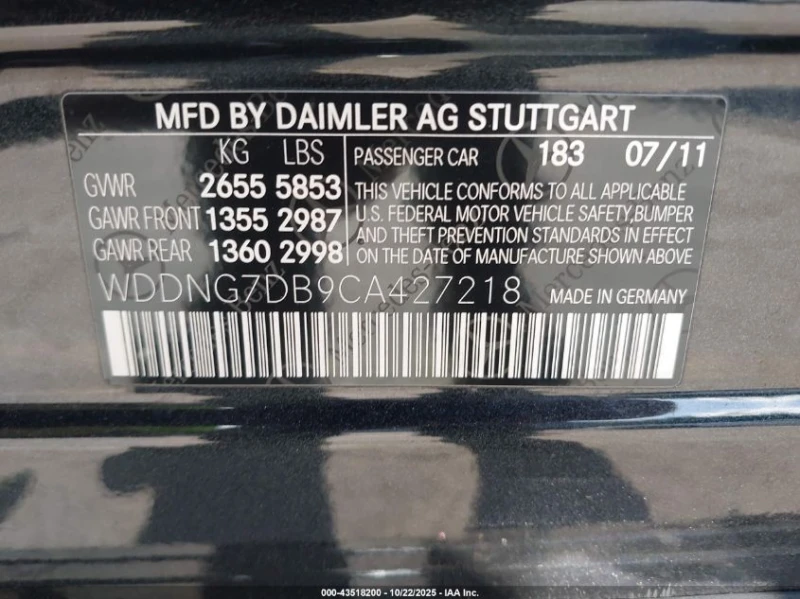 MFD BY DAIMLER AG STUTTGART
KG LBS
GVWR 2655 5853
GAWR FRONT 1355 2987
GAWR REAR 1360 2998
PASSENGER CAR 183 07/11
THIS VEHICLE CONFORMS TO ALL APPLICABLE
U.S. FEDERAL MOTOR VEHICLE SAFETY,BUMPER
AND THEFT PREVENTION STANDARDS IN EFFECT
ON THE DATE OF MANUFACTURE SHOWN ABOVE
WDDNG7DB9CA427218 MADE IN GERMANY
Mercedes-Benz
000-43518200 - 10/22/2025 - IAA Inc.